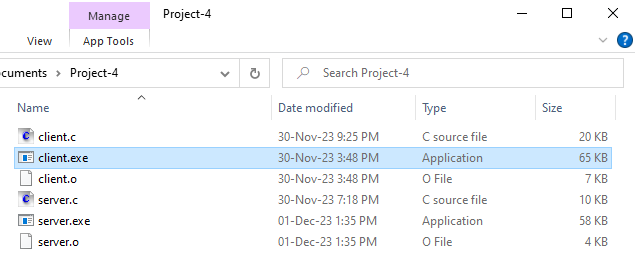 Manage Project-4
View App Tools
ocuments Project-4 Search Project-4
Name Date modified Type Size
client.c 30-Nov-23 9:25 PM C source file 20 KB
client.exe 30-Nov-23 3:48 PM Application 65 KB
client.o 30-Nov-23 3:48 PM O File 7 KB
server.c 30-Nov-23 7:18 PM C source file 10 KB
server.exe 01-Dec-23 1:35 PM Application 58 KB
server.o 01-Dec-23 1:35 PM O File 4 KB